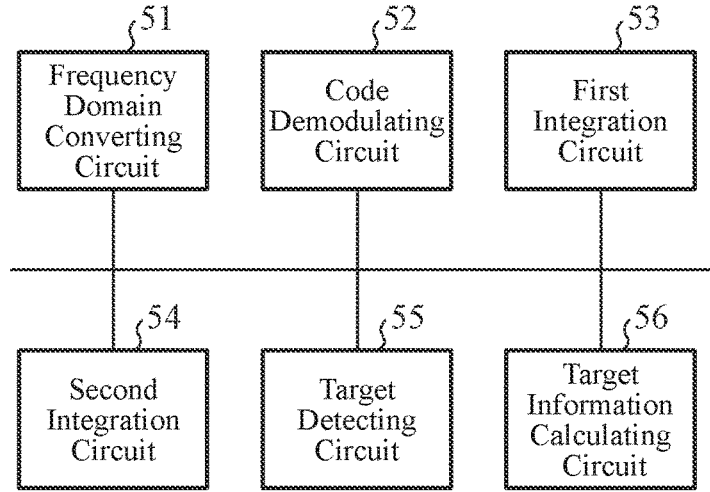 51
Frequency
Domain
Converting
Circuit
52
Code
Demodulating
Circuit
53
First
Integration
Circuit
54
Second
Integration
Circuit
55
Target
Detecting
Circuit
56
Target
Information
Calculating
Circuit